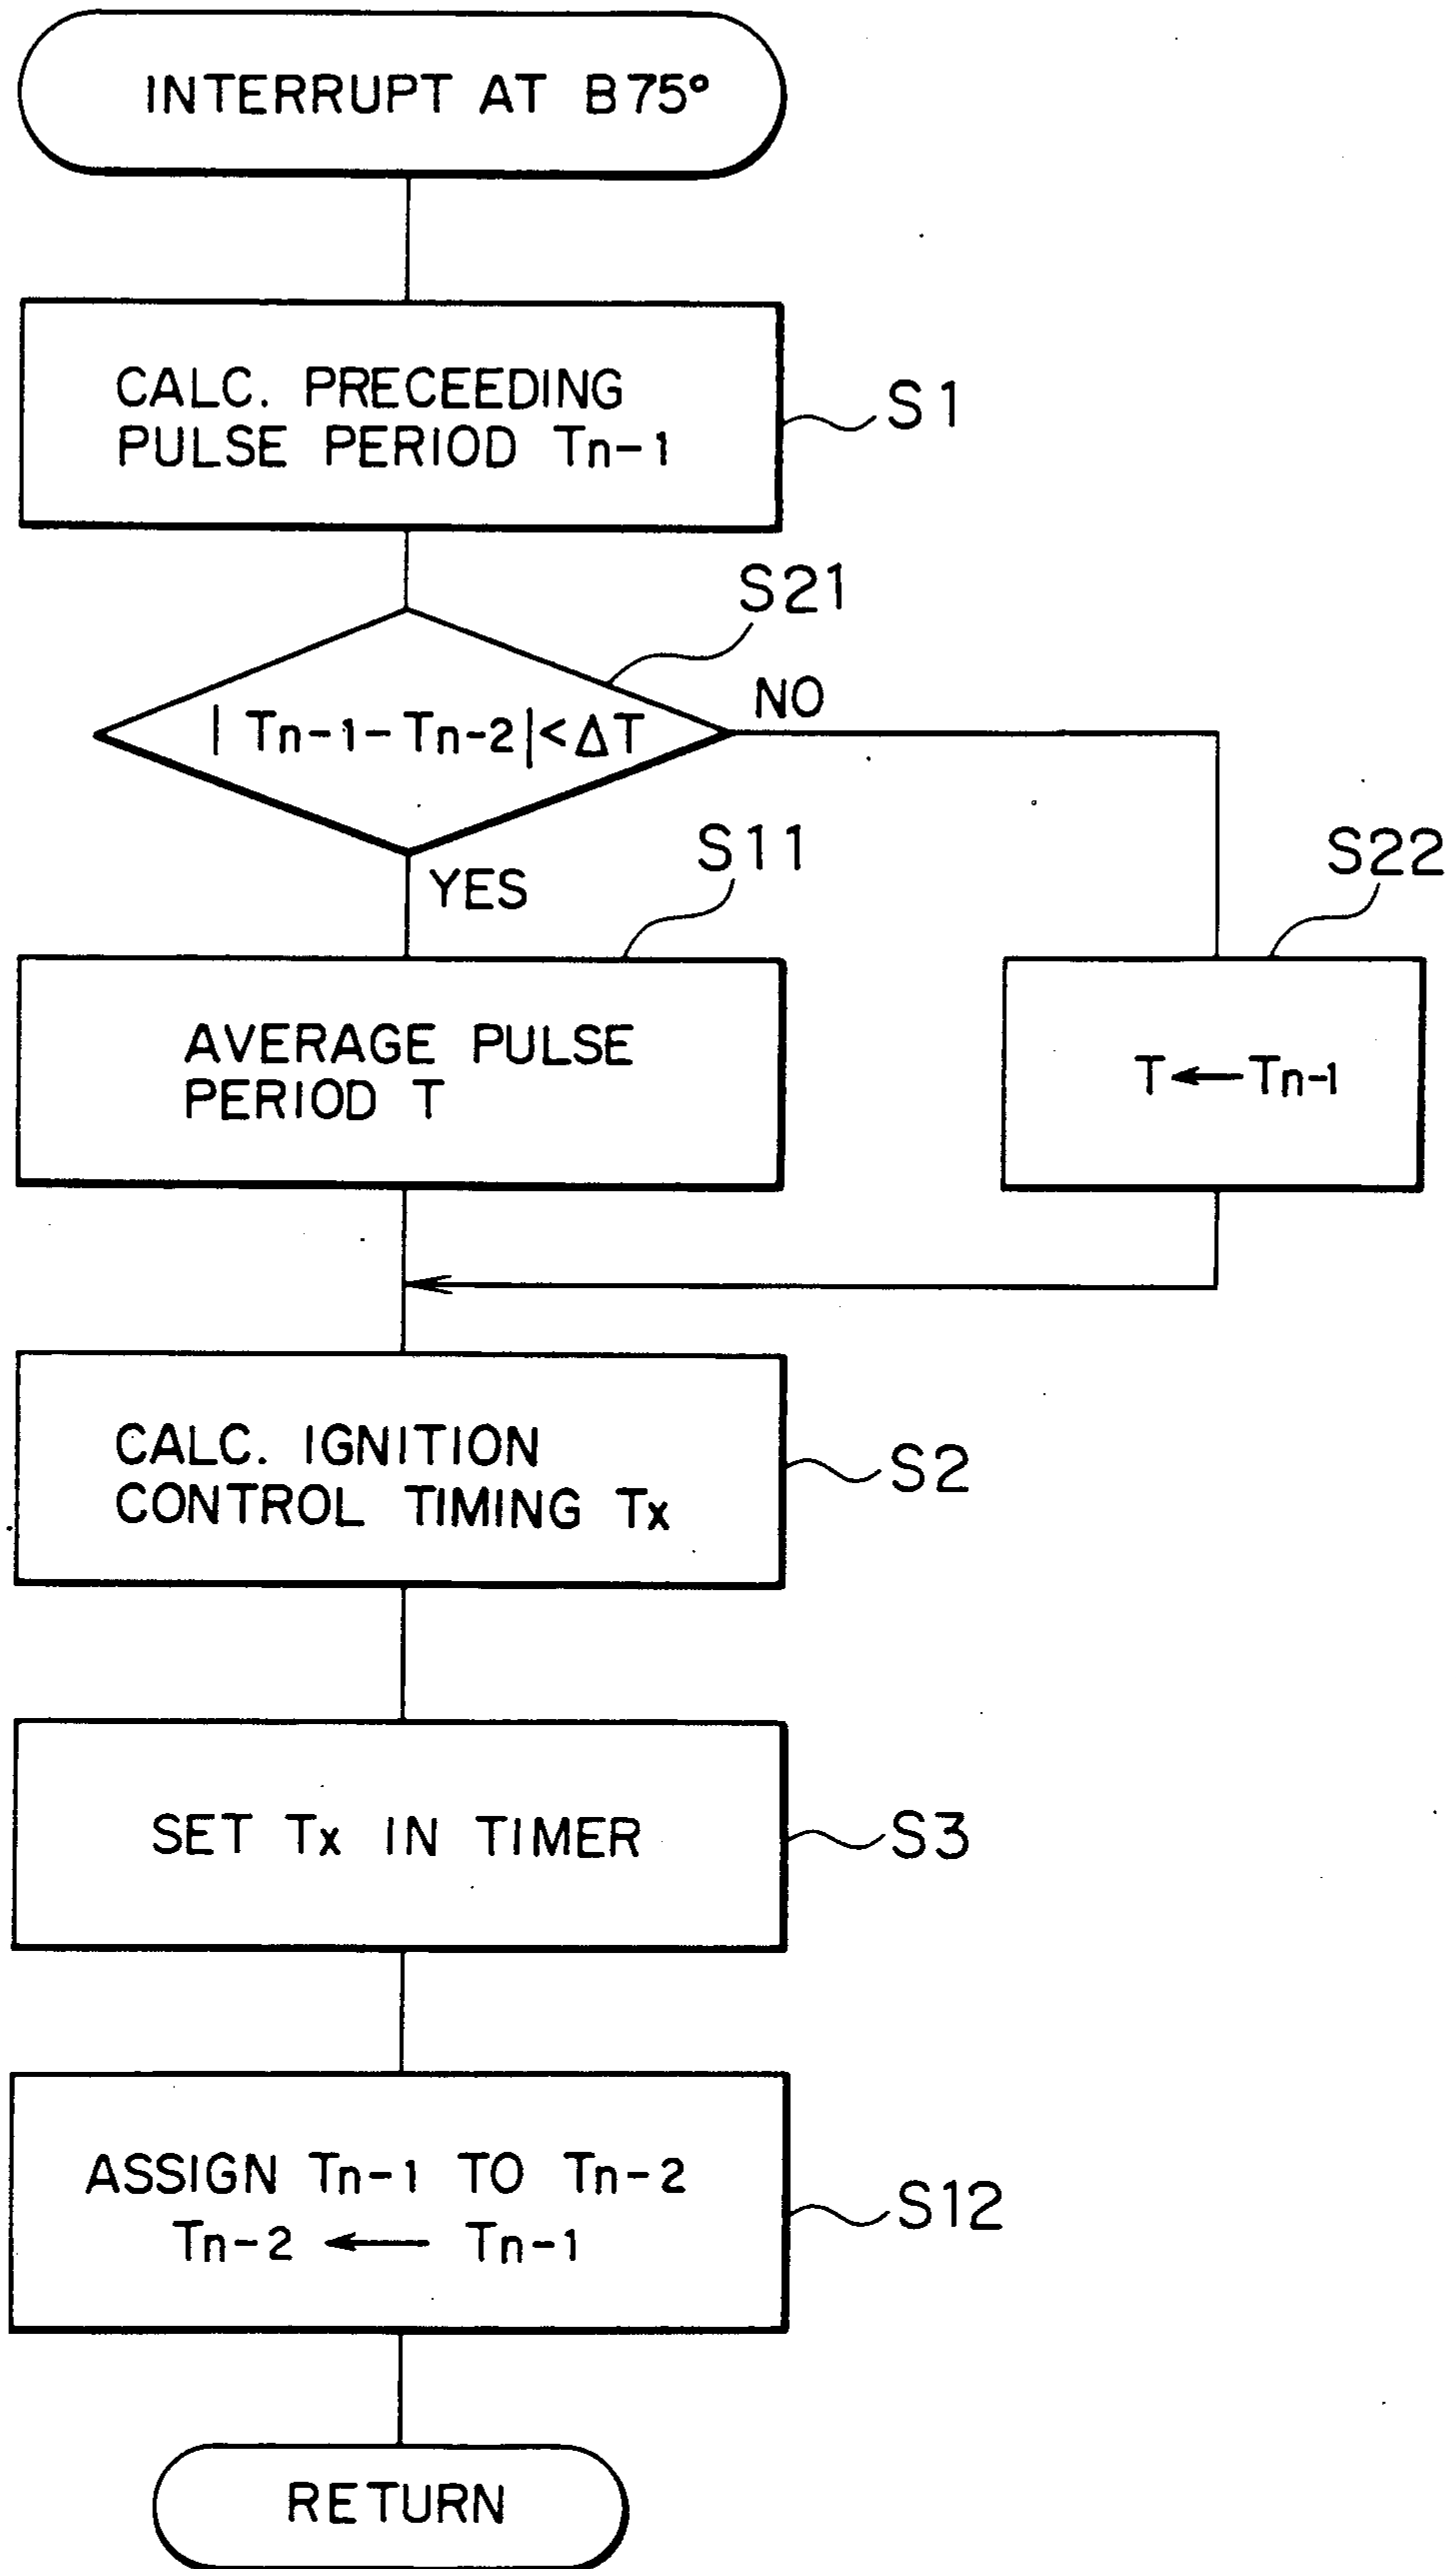 INTERRUPT AT B75°
CALC. PRECEEDING
PULSE PERIOD Tn-1
S1
S21
| Tn-1-Tn-2|<ΔT
NO
YES
S11
S22
AVERAGE PULSE
PERIOD T
T←Tn-1
CALC. IGNITION
CONTROL TIMING Tx
S2
SET Tx IN TIMER
S3
ASSIGN Tn-1 TO Tn-2
Tn-2 ← Tn-1
S12
RETURN